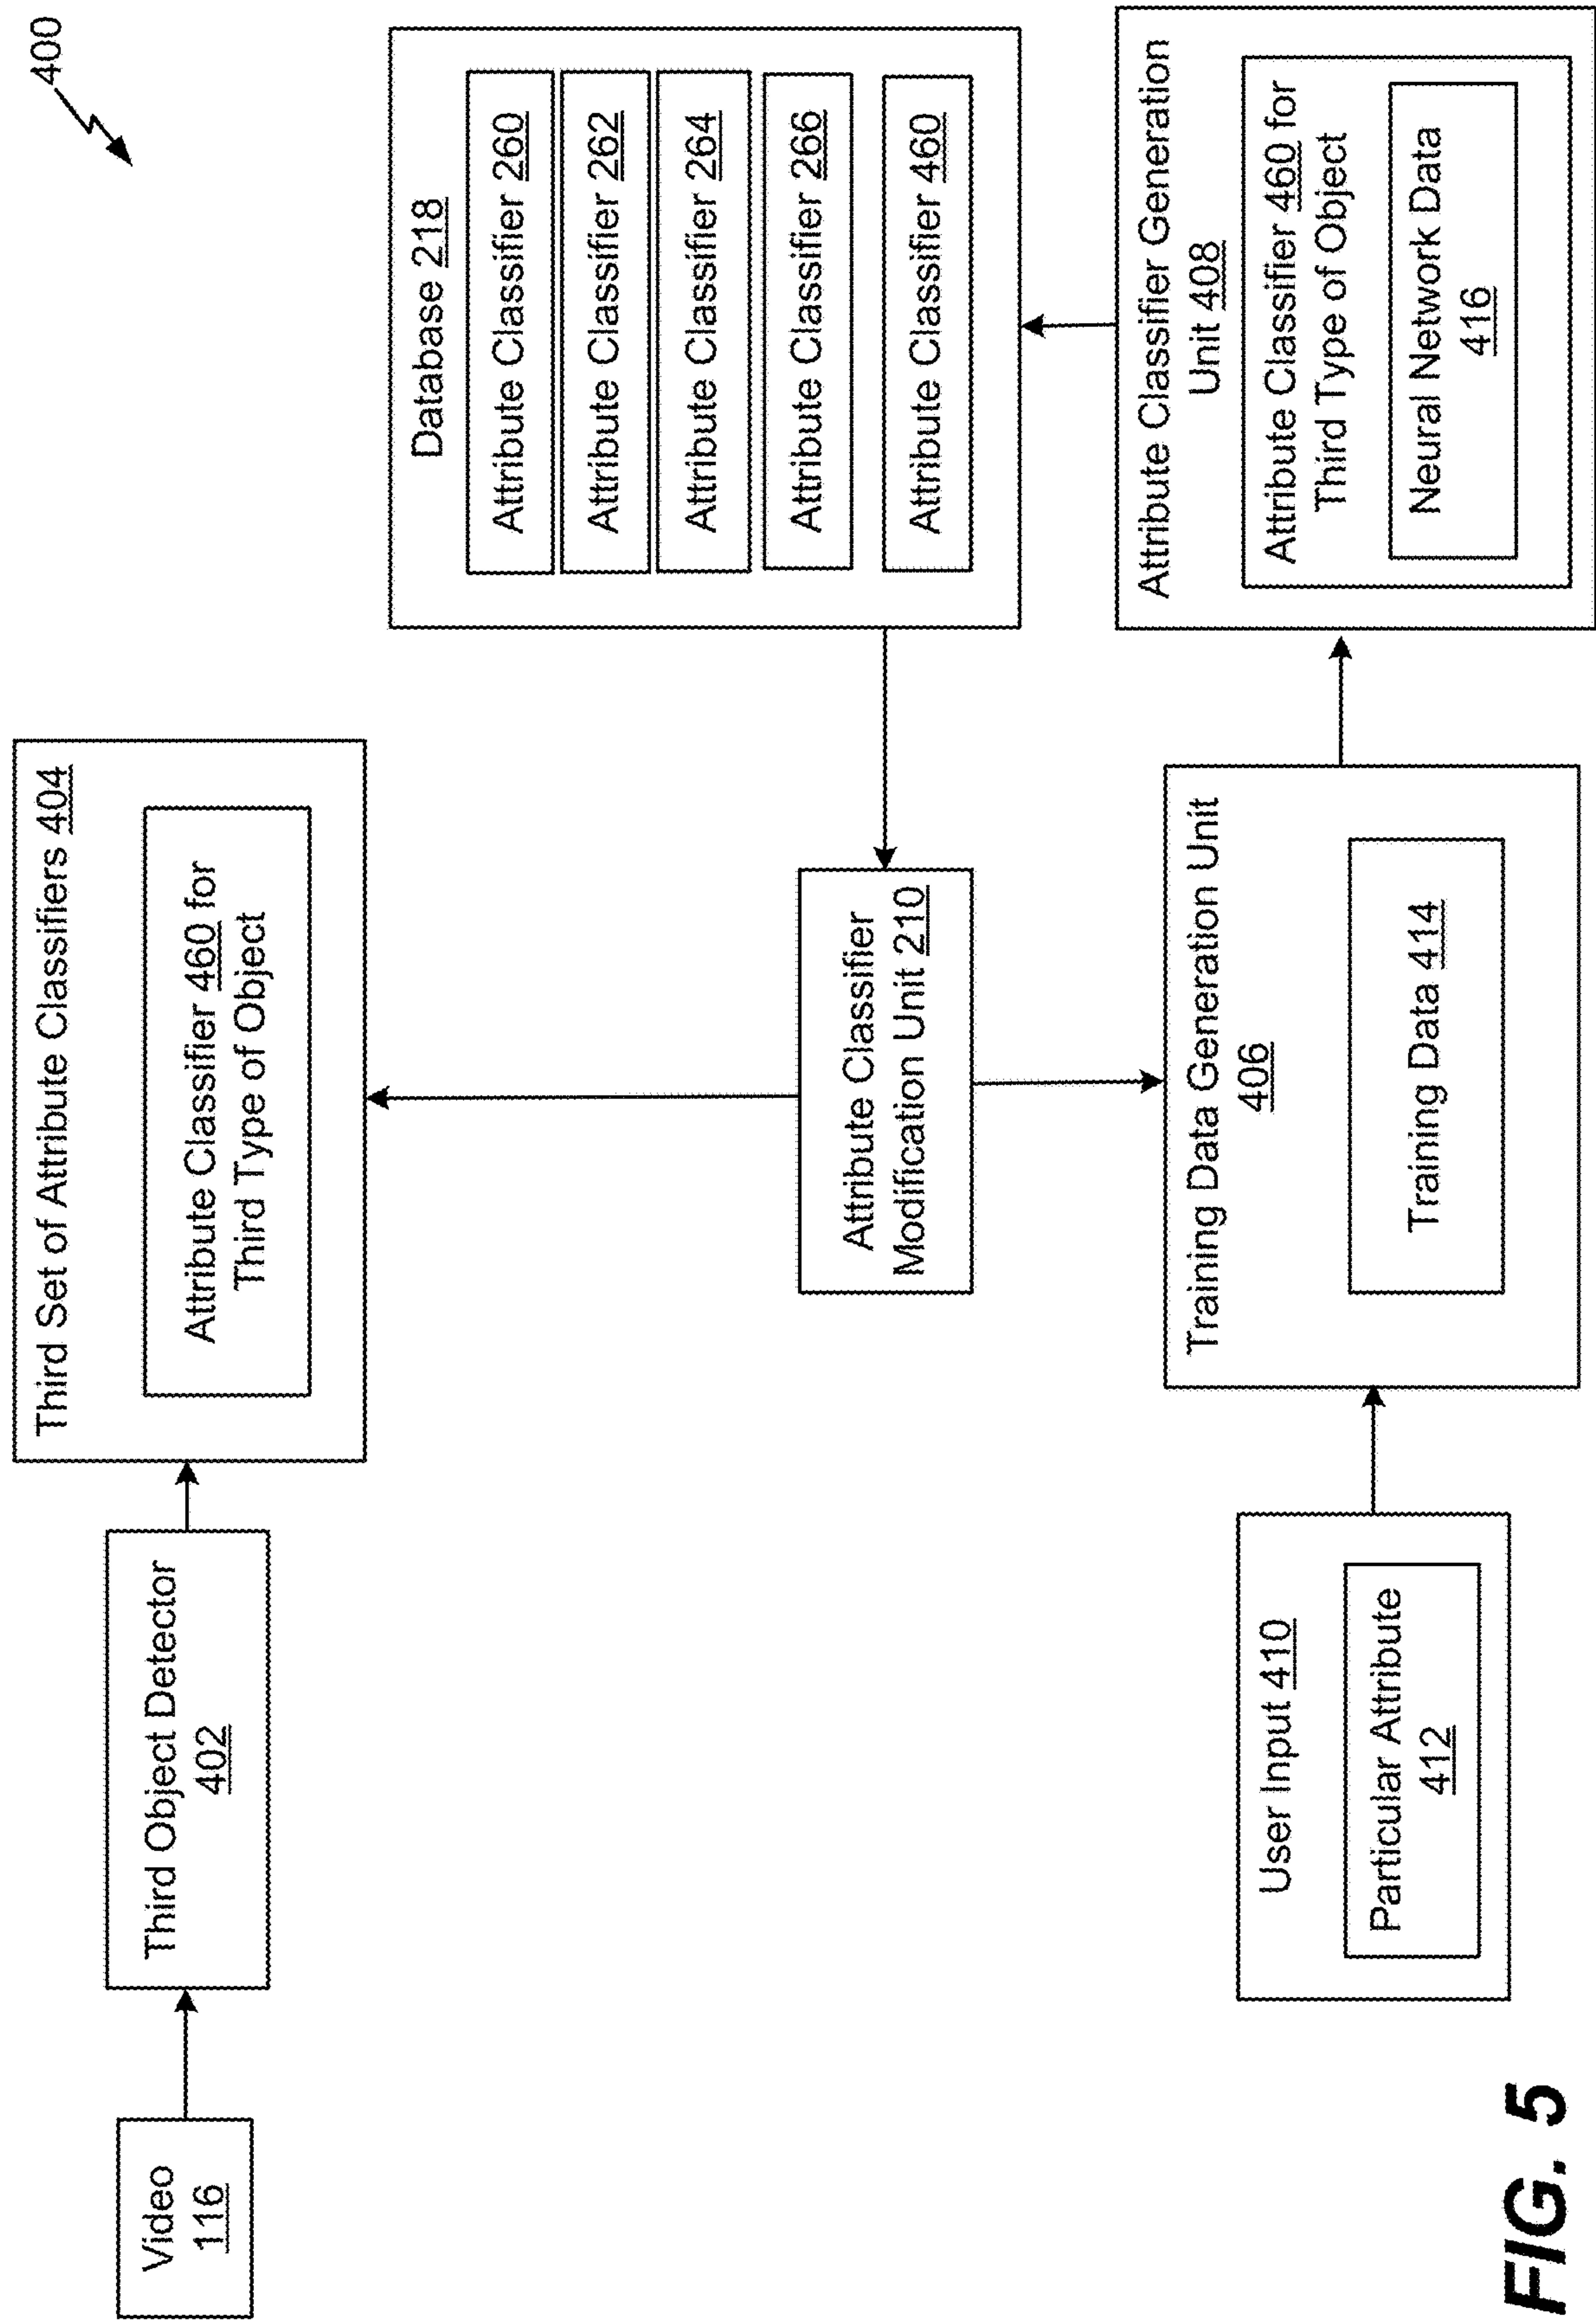 400
Video
116
Third Object Detector
402
Third Set of Attribute Classifiers 404
Attribute Classifier 460 for
Third Type of Object
Database 218
Attribute Classifier 260
Attribute Classifier 262
Attribute Classifier 264
Attribute Classifier 266
Attribute Classifier 460
Attribute Classifier
Modification Unit 210
User Input 410
Particular Attribute
412
Training Data Generation Unit
406
Training Data 414
Attribute Classifier Generation
Unit 408
Attribute Classifier 460 for
Third Type of Object
Neural Network Data
416
FIG. 5